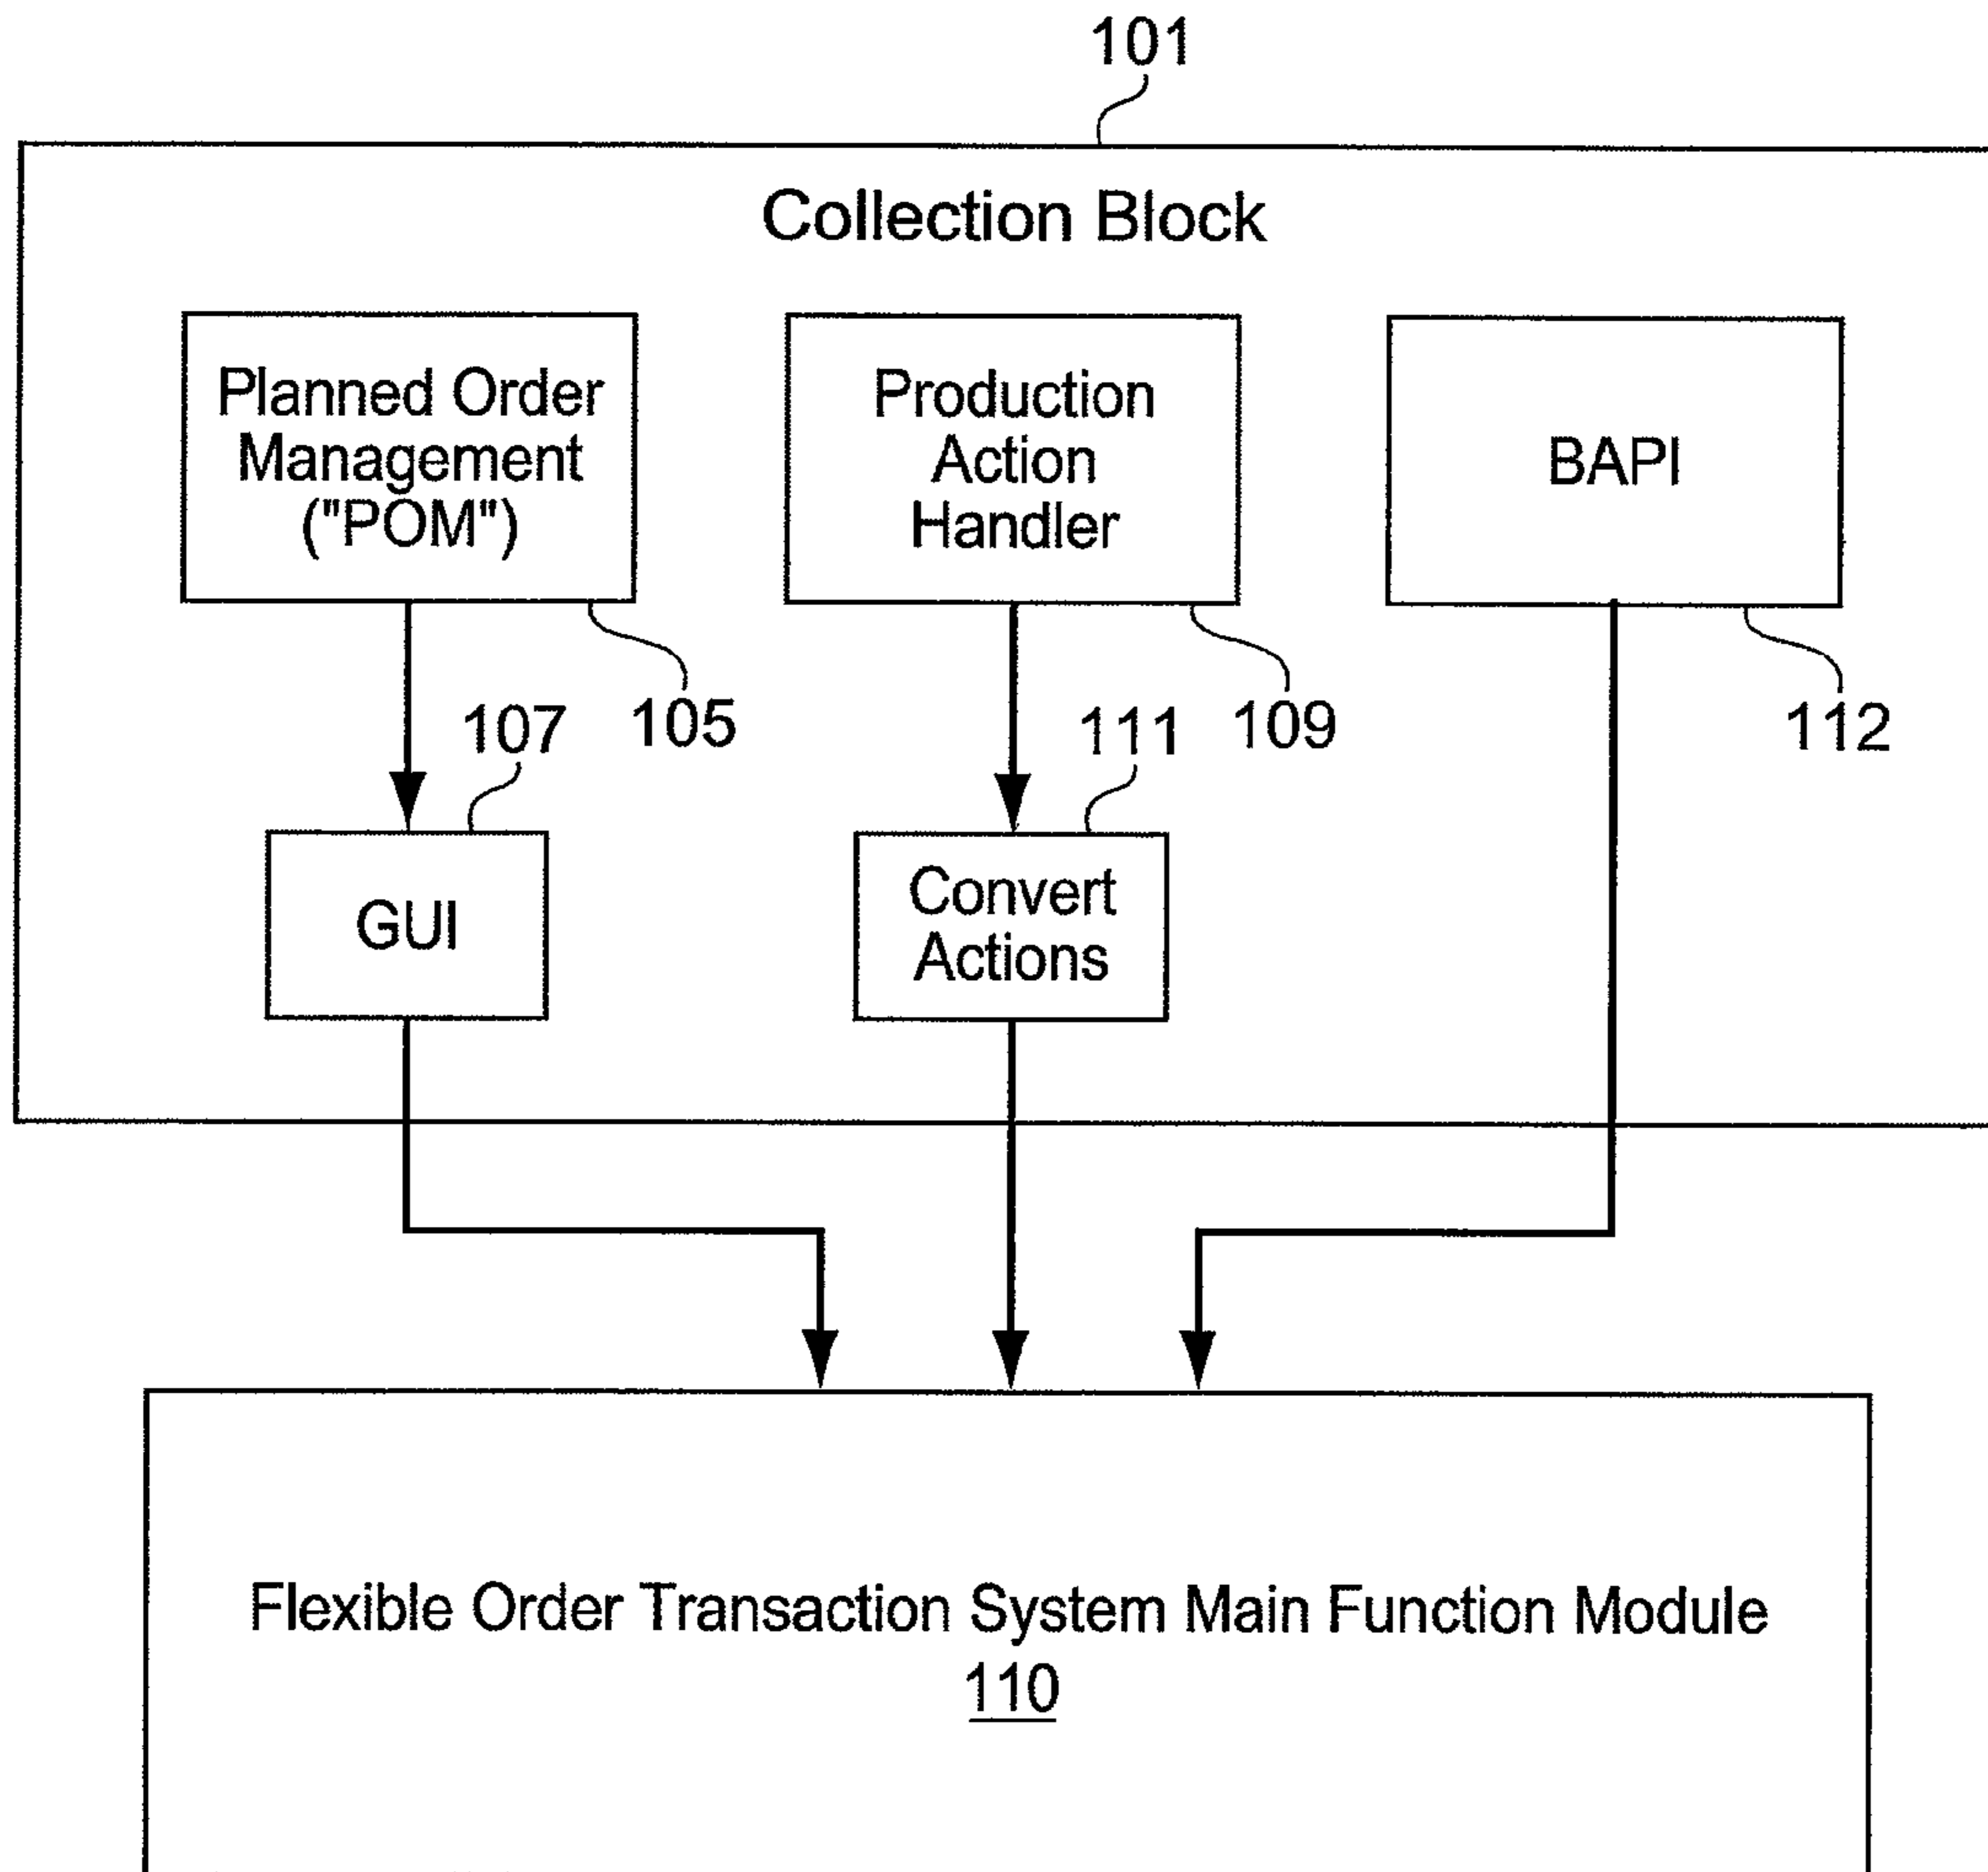 101
Collection Block
Planned Order
Management
("POM")
Production
Action
Handler
BAPI
105
109
112
107
111
GUI
Convert
Actions
Flexible Order Transaction System Main Function Module
110